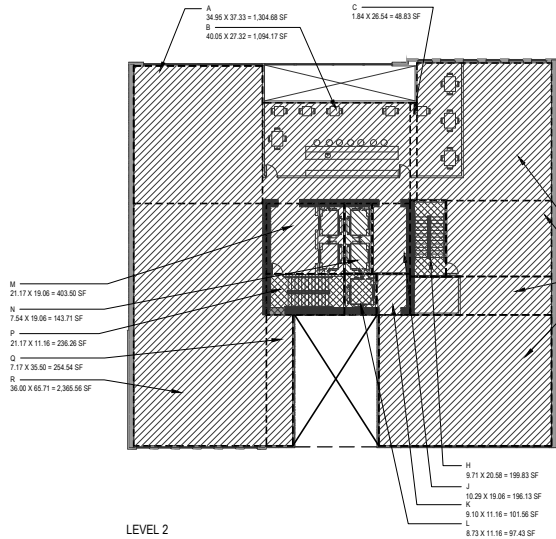 A
34.95 X 37.33 = 1,304.68 SF
B
40.05 X 27.32 = 1,094.17 SF
C
1.84 X 26.54 = 48.83 SF
M
21.17 X 19.06 = 403.50 SF
N
7.54 X 19.06 = 143.71 SF
P
21.17 X 11.16 = 236.26 SF
Q
7.17 X 35.50 = 254.54 SF
R
36.00 X 65.71 = 2,365.56 SF
H
9.71 X 20.58 = 199.83 SF
J
10.29 X 19.06 = 196.13 SF
K
9.10 X 11.16 = 101.56 SF
L
8.73 X 11.16 = 97.43 SF
LEVEL 2